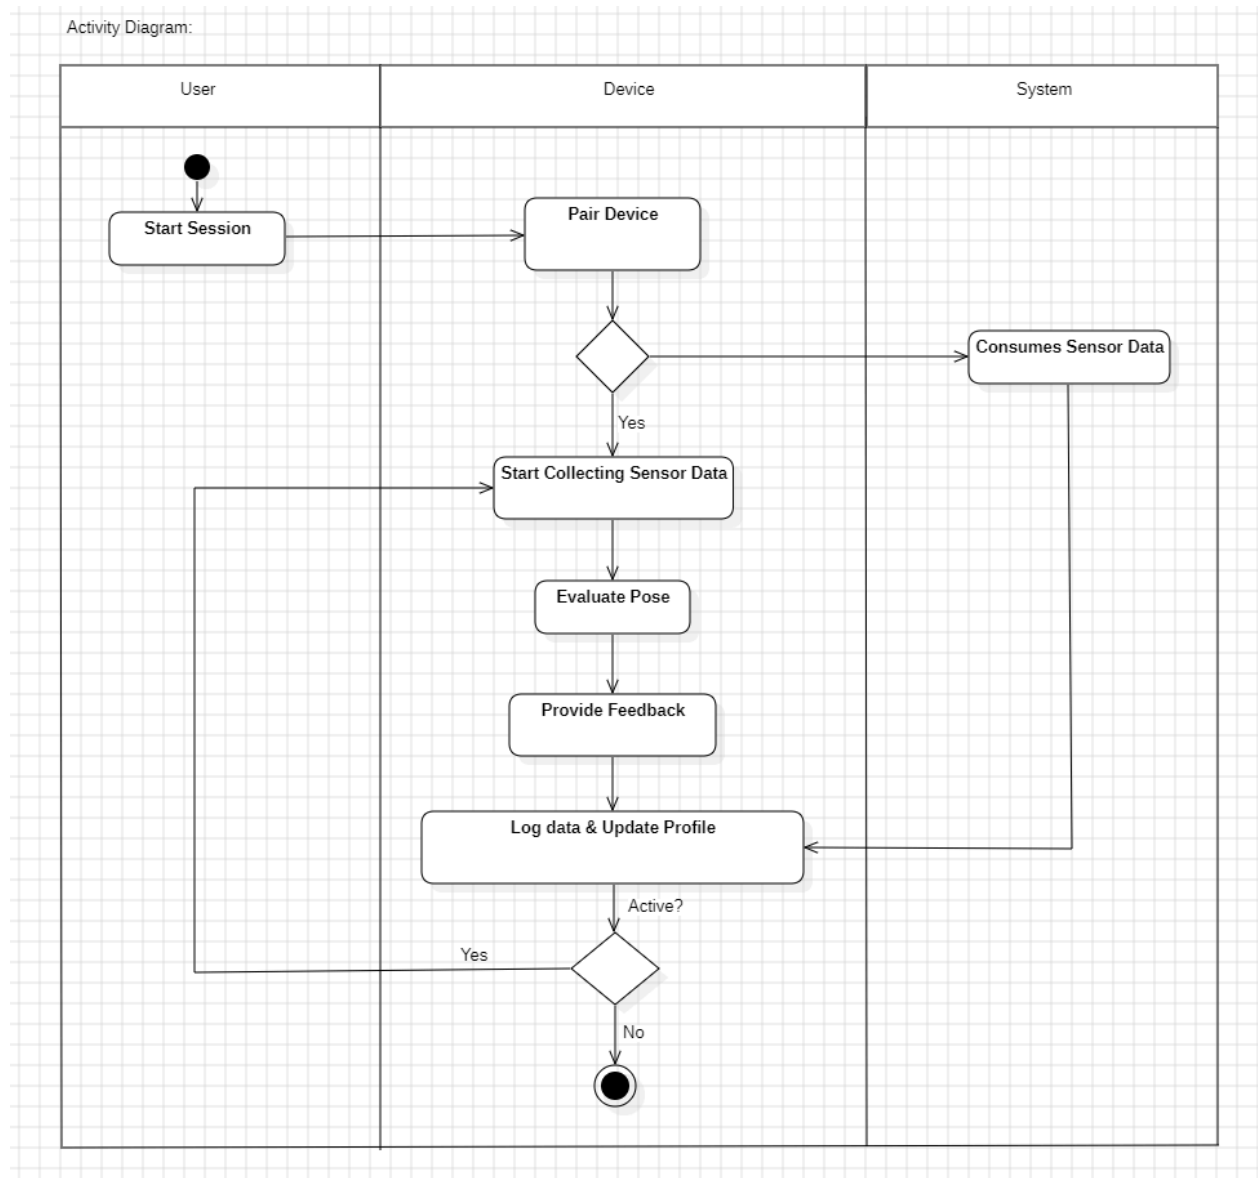 Activity Diagram:
User
Device
System
Start Session
Pair Device
Consumes Sensor Data
Yes
Start Collecting Sensor Data
Evaluate Pose
Provide Feedback
Log data & Update Profile
Active?
Yes
No